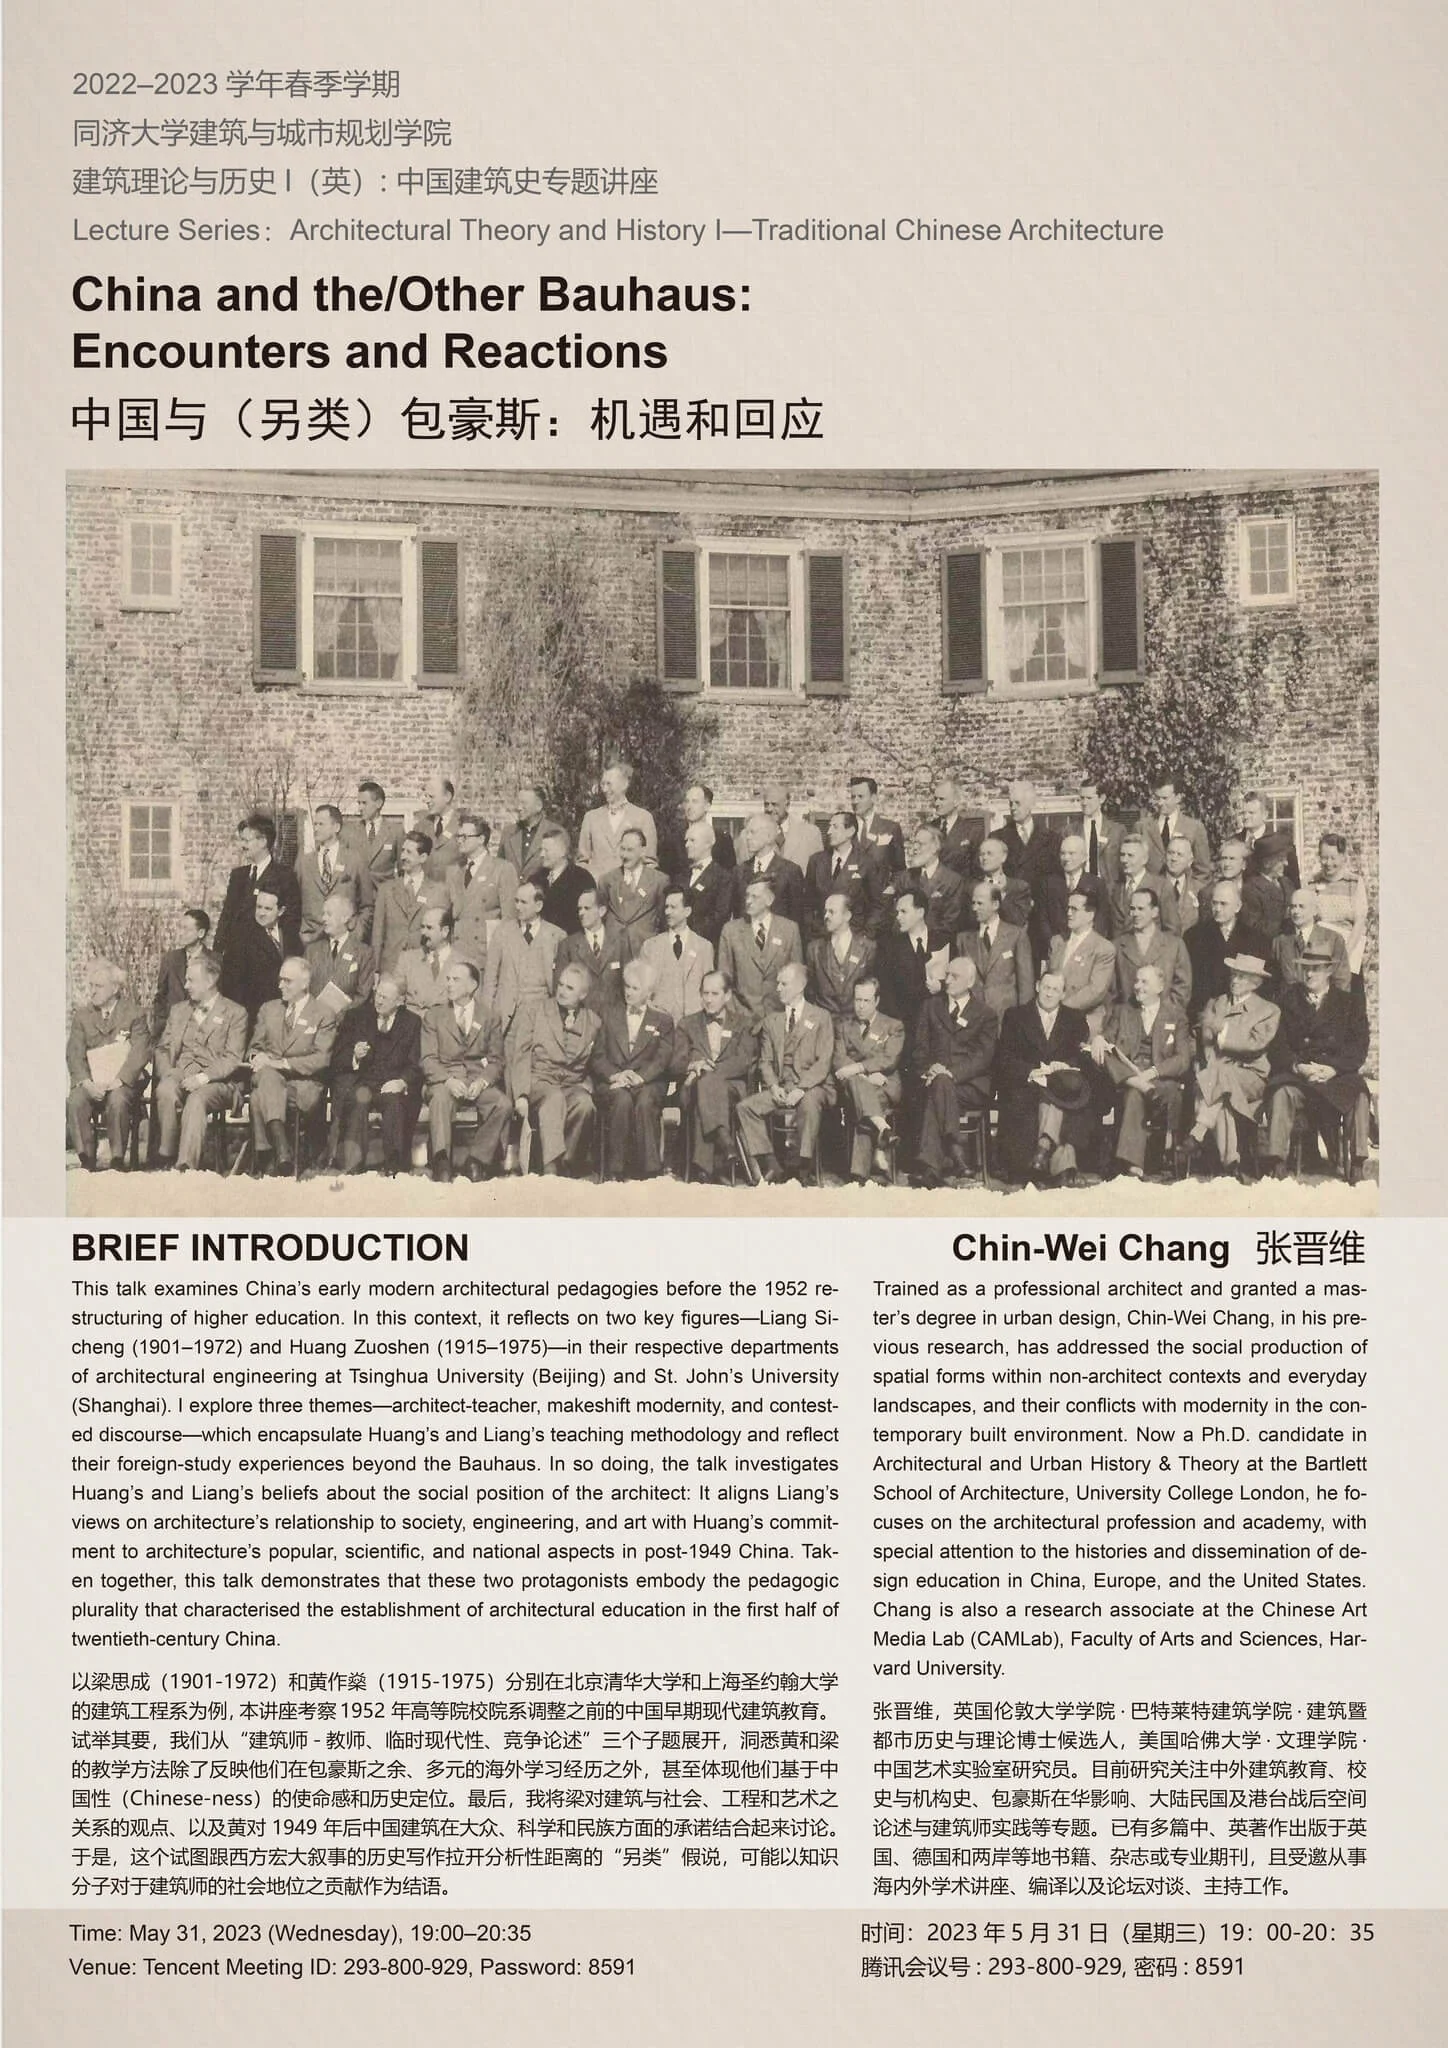 2022–2023 学年春季学期
同济大学建筑与城市规划学院
建筑理论与历史 I（英）: 中国建筑史专题讲座
Lecture Series： Architectural Theory and History I—Traditional Chinese Architecture
China and the/Other Bauhaus:
Encounters and Reactions
中国与（另类）包豪斯：机遇和回应
BRIEF INTRODUCTION
This talk examines China's early modern architectural pedagogies before the 1952 re-
structuring of higher education. In this context, it reflects on two key figures—Liang Si-
cheng (1901–1972) and Huang Zuoshen (1915–1975)—in their respective departments
of architectural engineering at Tsinghua University (Beijing) and St. John's University
(Shanghai). I explore three themes—architect-teacher, makeshift modernity, and contest-
ed discourse—which encapsulate Huang's and Liang's teaching methodology and reflect
their foreign-study experiences beyond the Bauhaus. In so doing, the talk investigates
Huang's and Liang's beliefs about the social position of the architect: It aligns Liang's
views on architecture's relationship to society, engineering, and art with Huang's commit-
ment to architecture's popular, scientific, and national aspects in post-1949 China. Tak-
en together, this talk demonstrates that these two protagonists embody the pedagogic
plurality that characterised the establishment of architectural education in the first half of
twentieth-century China.
以梁思成（1901-1972）和黄作燊（1915-1975）分别在北京清华大学和上海圣约翰大学
的建筑工程系为例, 本讲座考察 1952 年高等院校院系调整之前的中国早期现代建筑教育。
试举其要，我们从“建筑师 - 教师、临时现代性、竞争论述”三个子题展开，洞悉黄和梁
的教学方法除了反映他们在包豪斯之余、多元的海外学习经历之外，甚至体现他们基于中
国性（Chinese-ness）的使命感和历史定位。最后，我将梁对建筑与社会、工程和艺术之
关系的观点、以及黄对 1949 年后中国建筑在大众、科学和民族方面的承诺结合起来讨论。
于是，这个试图跟西方宏大叙事的历史写作拉开分析性距离的“另类”假说，可能以知识
分子对于建筑师的社会地位之贡献作为结语。
Chin-Wei Chang 张晋维
Trained as a professional architect and granted a mas-
ter's degree in urban design, Chin-Wei Chang, in his pre-
vious research, has addressed the social production of
spatial forms within non-architect contexts and everyday
landscapes, and their conflicts with modernity in the con-
temporary built environment. Now a Ph.D. candidate in
Architectural and Urban History & Theory at the Bartlett
School of Architecture, University College London, he fo-
cuses on the architectural profession and academy, with
special attention to the histories and dissemination of de-
sign education in China, Europe, and the United States.
Chang is also a research associate at the Chinese Art
Media Lab (CAMLab), Faculty of Arts and Sciences, Har-
vard University.
张晋维，英国伦敦大学学院 · 巴特莱特建筑学院 · 建筑暨
都市历史与理论博士候选人，美国哈佛大学 · 文理学院 ·
中国艺术实验室研究员。目前研究关注中外建筑教育、校
史与机构史、包豪斯在华影响、大陆民国及港台战后空间
论述与建筑师实践等专题。已有多篇中、英著作出版于英
国、德国和两岸等地书籍、杂志或专业期刊，且受邀从事
海内外学术讲座、编译以及论坛对谈、主持工作。
Time: May 31, 2023 (Wednesday), 19:00–20:35
Venue: Tencent Meeting ID: 293-800-929, Password: 8591
时间：2023 年 5 月 31 日（星期三）19：00-20：35
腾讯会议号 : 293-800-929, 密码 : 8591